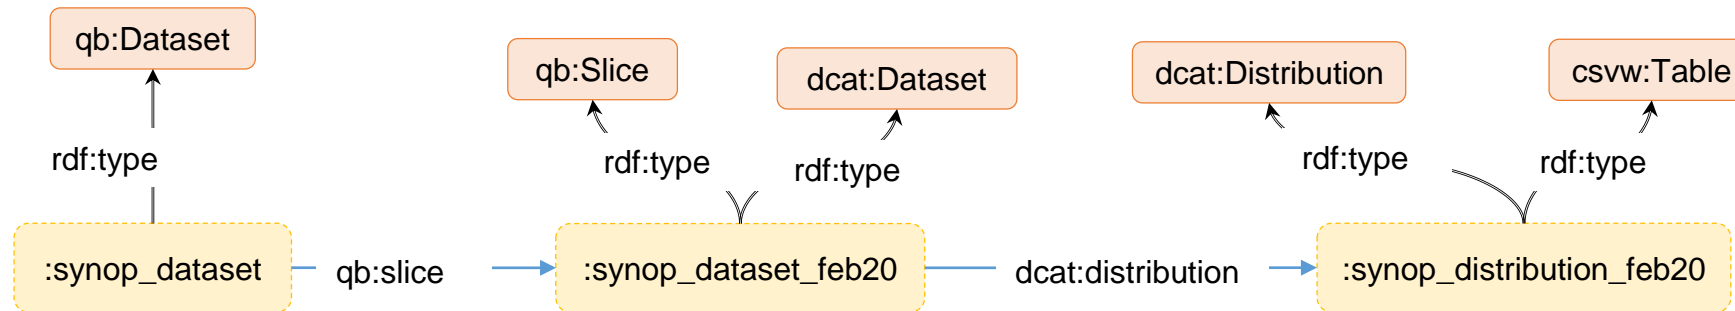 qb:Dataset
qb:Slice
dcat:Dataset
dcat:Distribution
csvw:Table
rdf:type
rdf:type
rdf:type
rdf:type
rdf:type
:synop_dataset
qb:slice
:synop_dataset_feb20
dcat:distribution
:synop_distribution_feb20